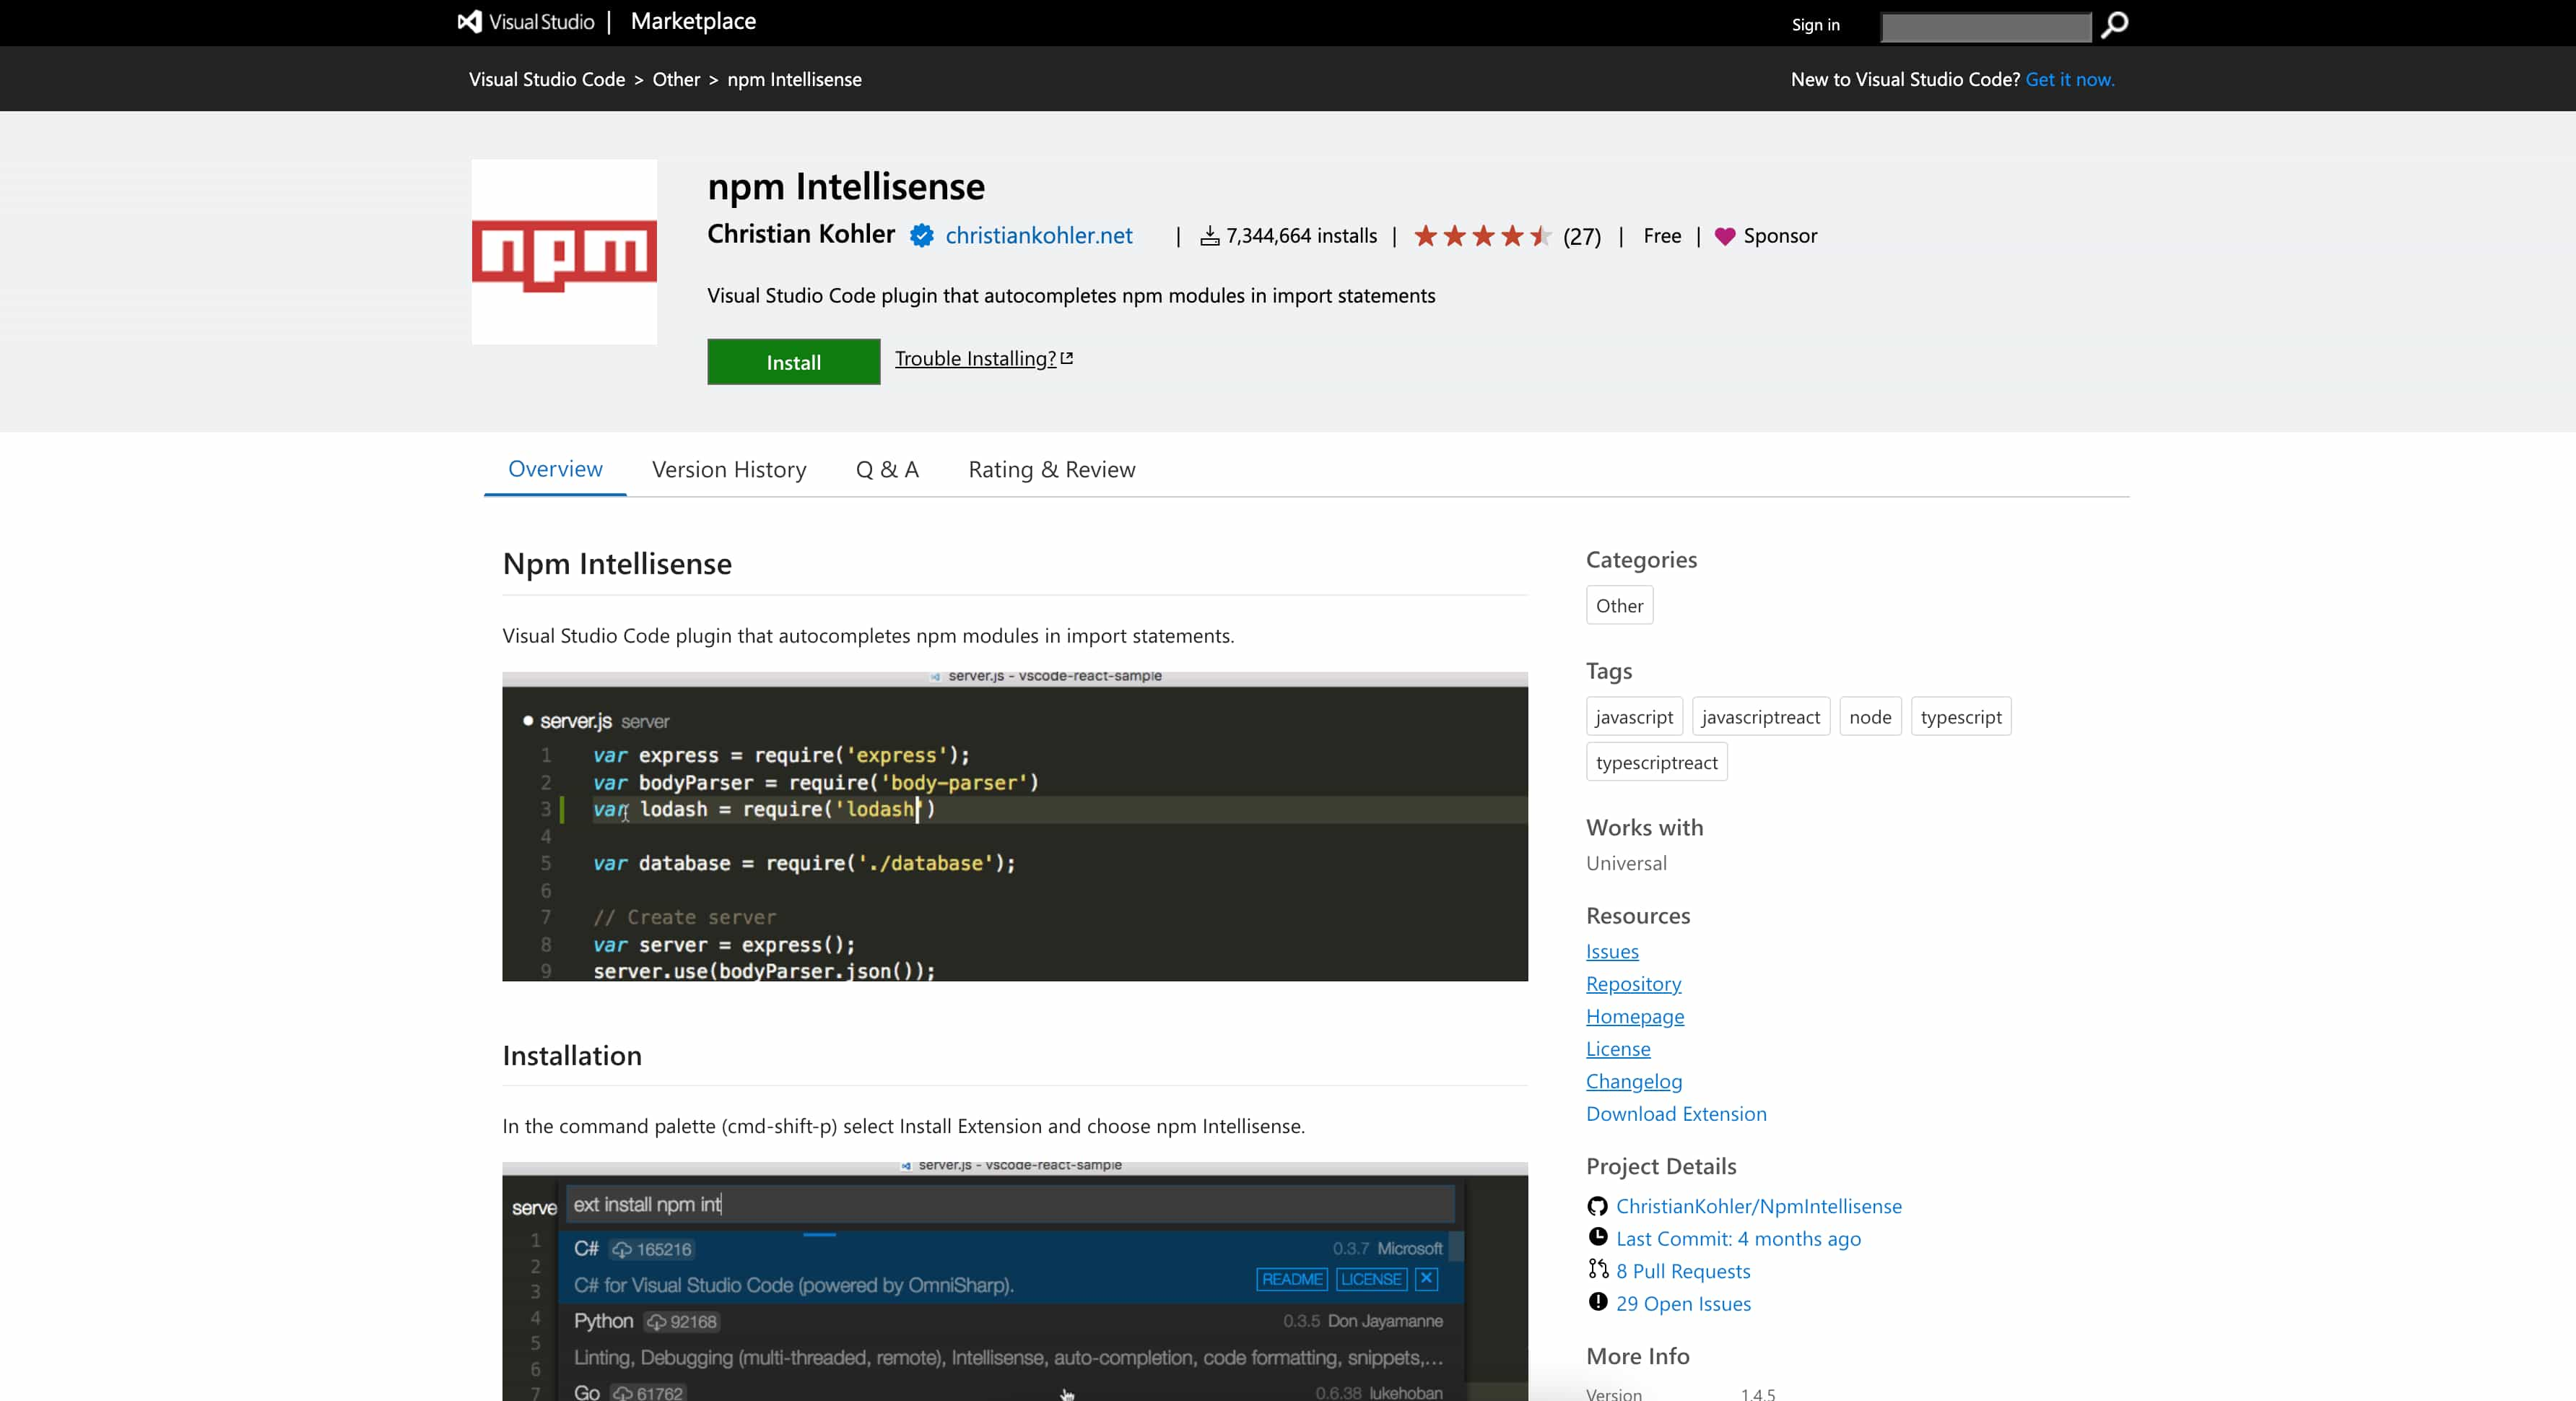 Visual Studio | Marketplace
Sign in
Visual Studio Code > Other > npm Intellisense
New to Visual Studio Code? Get it now.
npm
npm Intellisense
Christian Kohler christiankohler.net | 7,344,664 installs | (27) | Free | Sponsor
Visual Studio Code plugin that autocompletes npm modules in import statements
Install Trouble Installing?
Overview Version History Q & A Rating & Review
Npm Intellisense
Visual Studio Code plugin that autocompletes npm modules in import statements.
server.js - vscode-react-sample
server.js server
1 var express = require('express');
2 var bodyParser = require('body-parser')
3 var lodash = require('lodash')
4
5 var database = require('./database');
6
7 // Create server
8 var server = express();
9 server.use(bodyParser.json());
Installation
In the command palette (cmd-shift-p) select Install Extension and choose npm Intellisense.
server.js - vscode-react-sample
serve
ext install npm int
1
2
3
4
5
6
7
C# 165216 0.3.7 Microsoft
C# for Visual Studio Code (powered by OmniSharp). README LICENSE
Python 92168 0.3.5 Don Jayamanne
Linting, Debugging (multi-threaded, remote), Intellisense, auto-completion, code formatting, snippets,...
Go 61762 0.6.38 lukehoban
Categories
Other
Tags
javascript javascriptreact node typescript
typescriptreact
Works with
Universal
Resources
Issues
Repository
Homepage
License
Changelog
Download Extension
Project Details
ChristianKohler/NpmIntellisense
Last Commit: 4 months ago
8 Pull Requests
29 Open Issues
More Info
Version 1.4.5